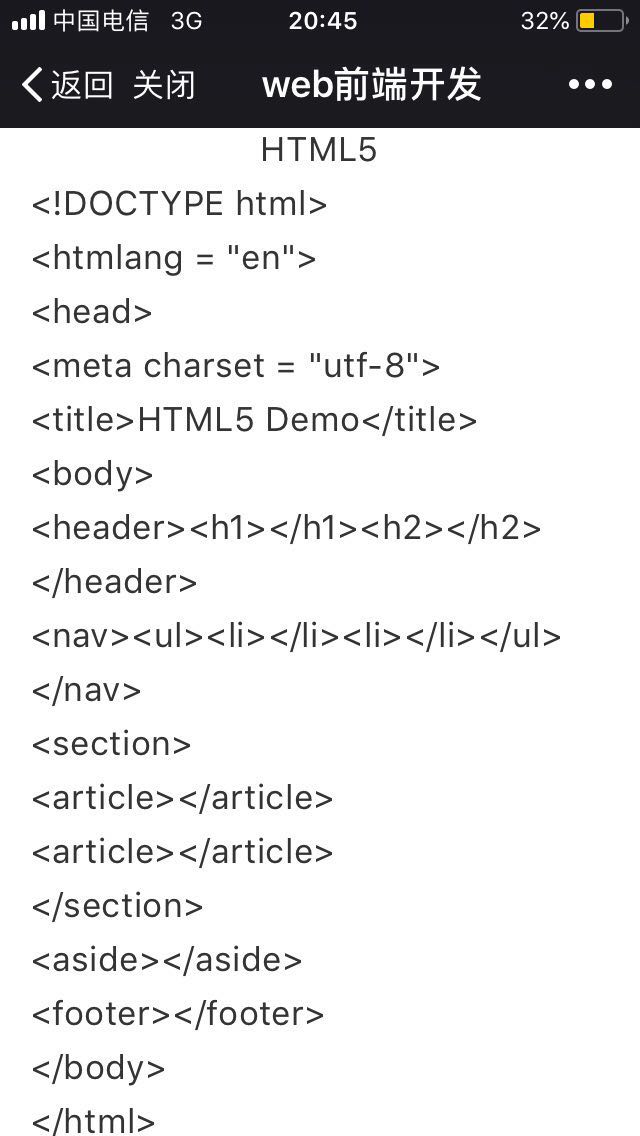 中国电信 3G 20:45 32%
返回 关闭 web前端开发
HTML5
<!DOCTYPE html>
<htmlang = "en">
<head>
<meta charset = "utf-8">
<title>HTML5 Demo</title>
<body>
<header><h1></h1><h2></h2>
</header>
<nav><ul><li></li><li></li></ul>
</nav>
<section>
<article></article>
<article></article>
</section>
<aside></aside>
<footer></footer>
</body>
</html>